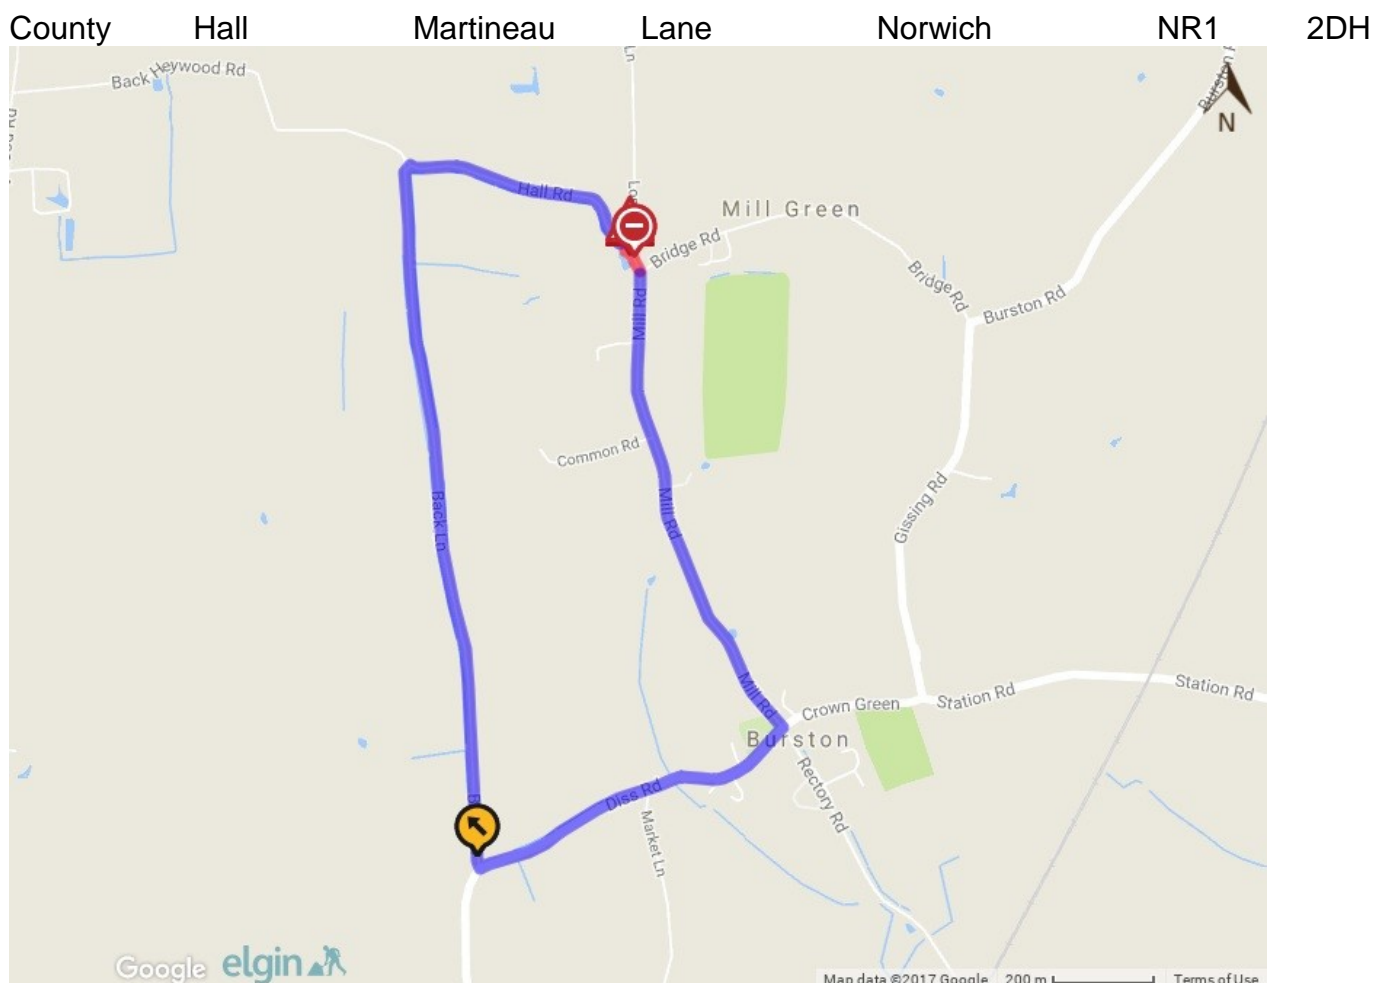 County Hall Martineau Lane Norwich NR1 2DH
Back Heywood Rd
Ln
Burston
N
Hall Rd
Mill Green
Bridge Rd
Bridge Rd
Burston Rd
Mill Rd
Common Rd
Back Ln
Mill Rd
Gissing Rd
Mill Rd
Crown Green
Station Rd
Station Rd
Burston
Rectory Rd
Diss Rd
Market Ln
Google elgin
Map data ©2017 Google 200 m Terms of Use